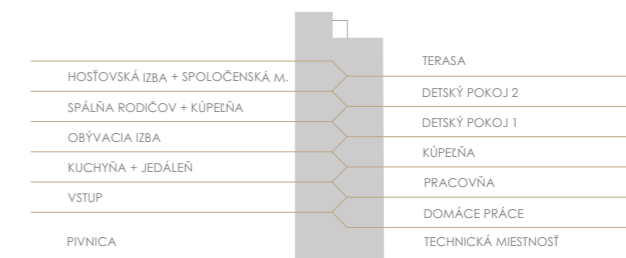 HOSŤOVSKÁ IZBA + SPOLOČENSKÁ M.
SPÁLŇA RODIČOV + KÚPEĽŇA
OBÝVACIA IZBA
KUCHYŇA + JEDÁLEŇ
VSTUP
PIVNICA
TERASA
DETSKÝ POKOJ 2
DETSKÝ POKOJ 1
KÚPEĽŇA
PRACOVŇA
DOMÁCE PRÁCE
TECHNICKÁ MIESTNOSŤ